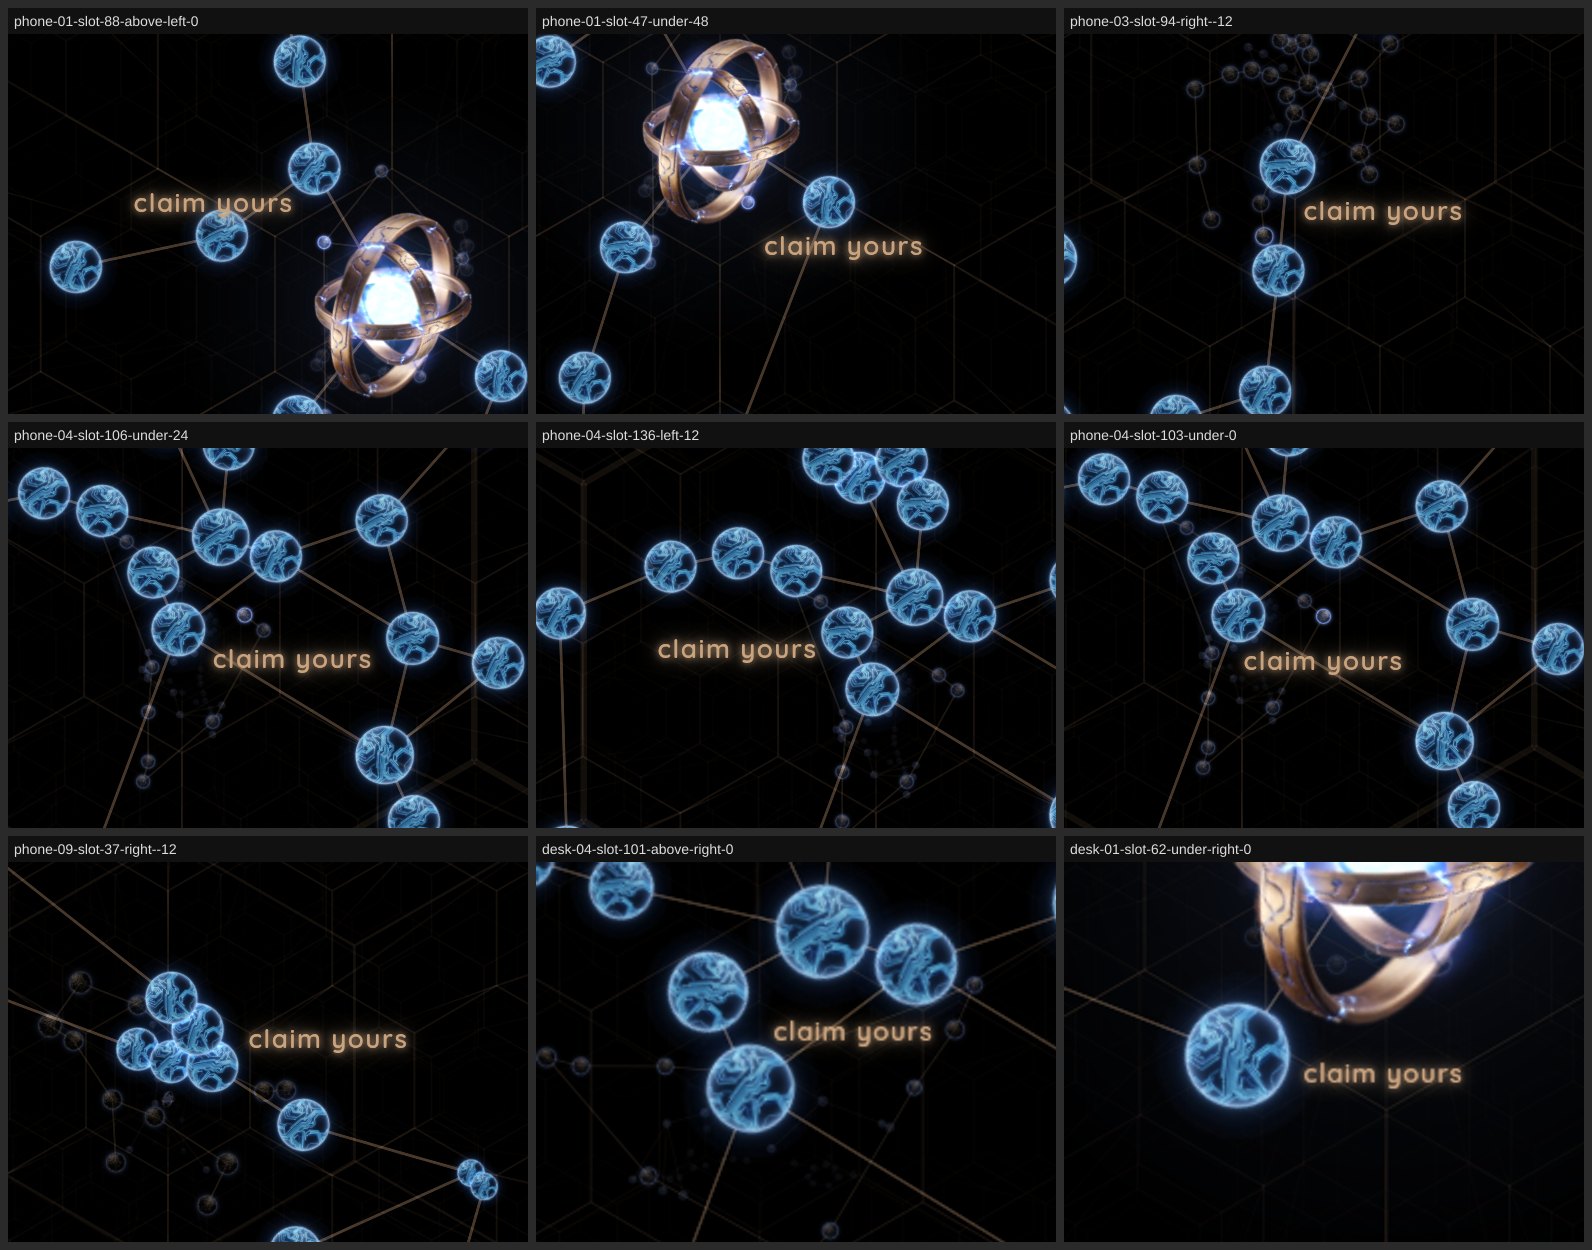 phone-01-slot-88-above-left-0
claim yours
phone-01-slot-47-under-48
claim yours
phone-03-slot-94-right--12
claim yours
phone-04-slot-106-under-24
claim yours
phone-04-slot-136-left-12
claim yours
phone-04-slot-103-under-0
claim yours
phone-09-slot-37-right--12
claim yours
desk-04-slot-101-above-right-0
claim yours
desk-01-slot-62-under-right-0
claim yours